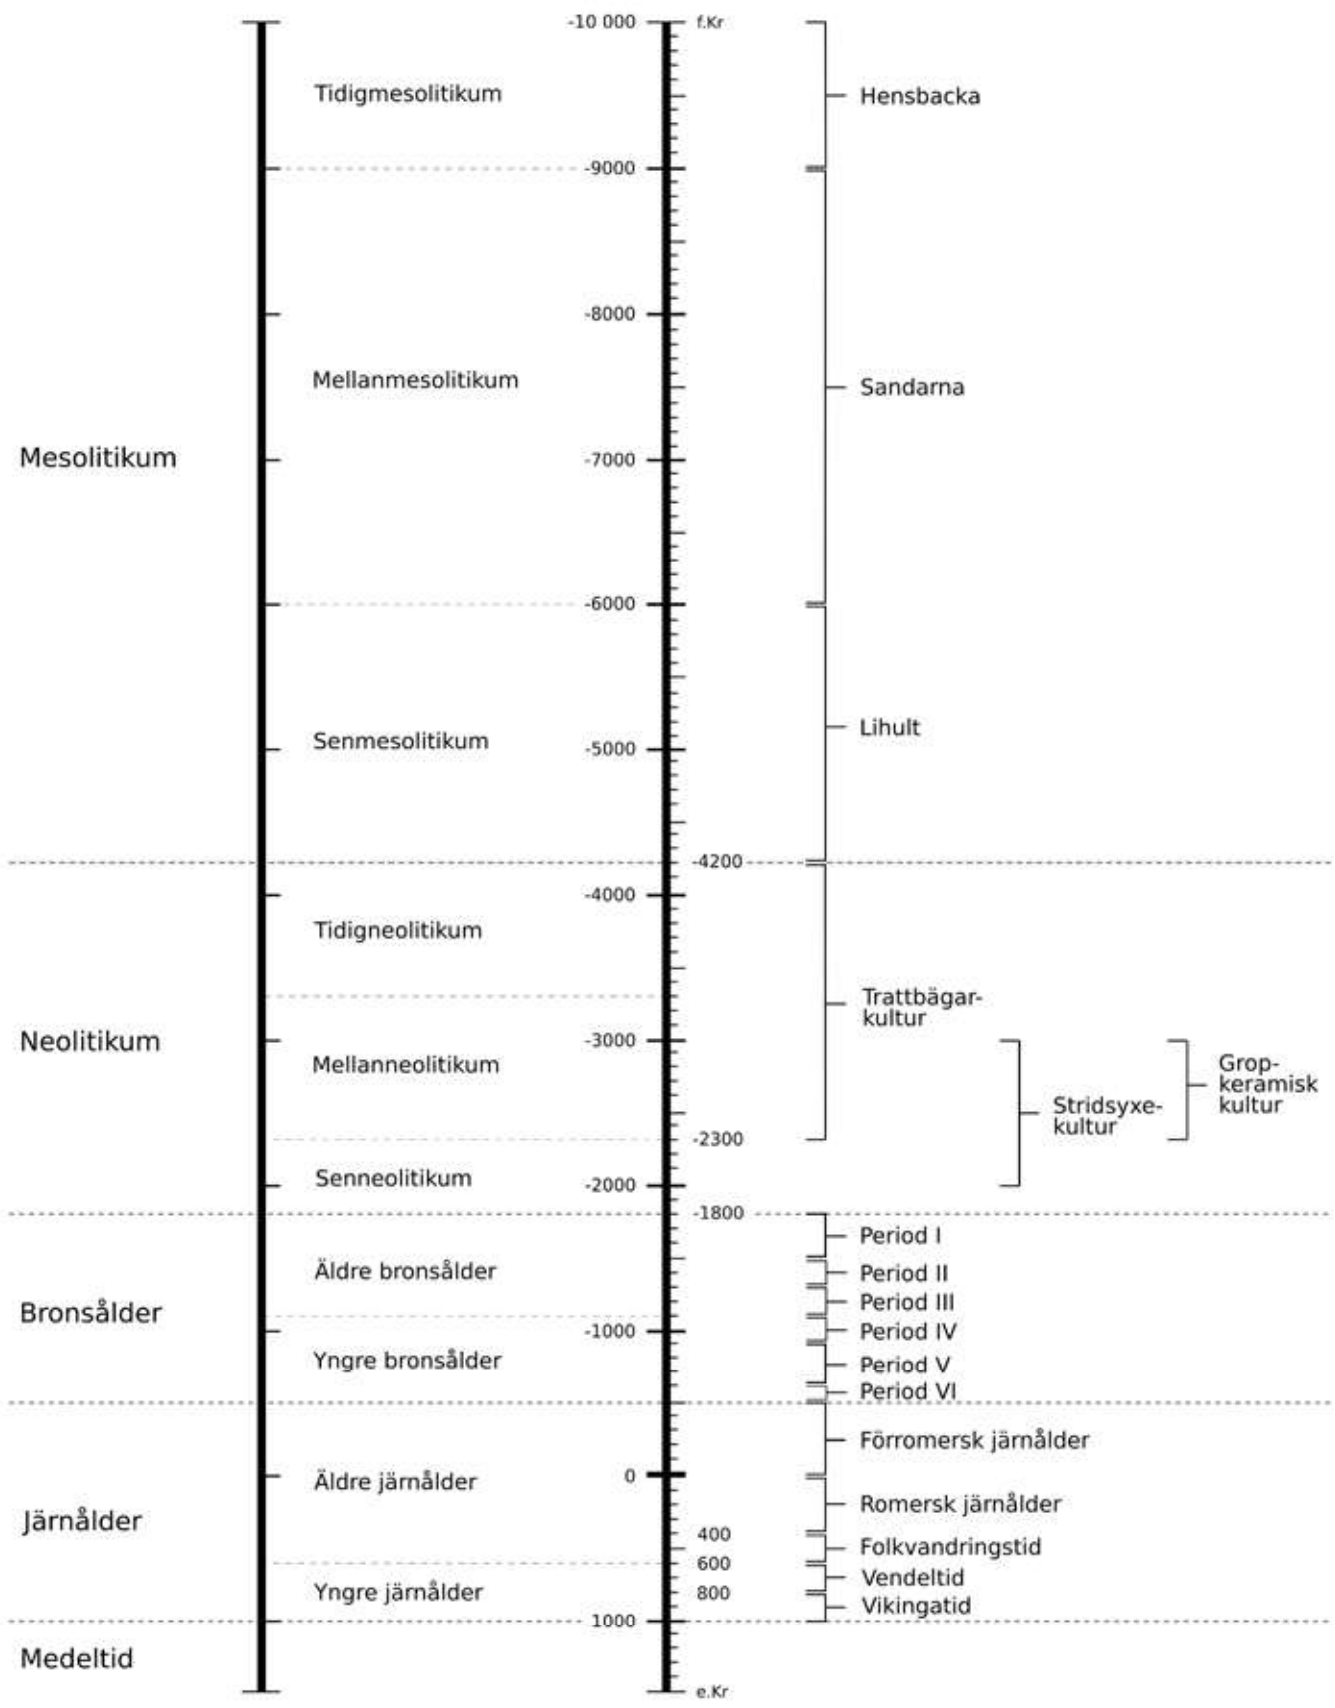 -10 000
f.Kr
Tidigmesolitikum
Hensbacka
-9000
-8000
Mellanmesolitikum
Sandarna
Mesolitikum
-7000
-6000
Lihult
Senmesolitikum
-5000
-4200
-4000
Tidigneolitikum
Trattbägar-
kultur
Neolitikum
-3000
Mellanneolitikum
Grop-
keramisk
kultur
Stridsyxe-
kultur
-2300
Senneolitikum
-2000
-1800
Period I
Äldre bronsålder
Period II
Period III
Bronsålder
-1000
Period IV
Yngre bronsålder
Period V
Period VI
Förromersk järnålder
0
Äldre järnålder
Romersk järnålder
Järnålder
400
Folkvandringstid
600
Vendeltid
Yngre järnålder
800
Vikingatid
1000
Medeltid
e.Kr